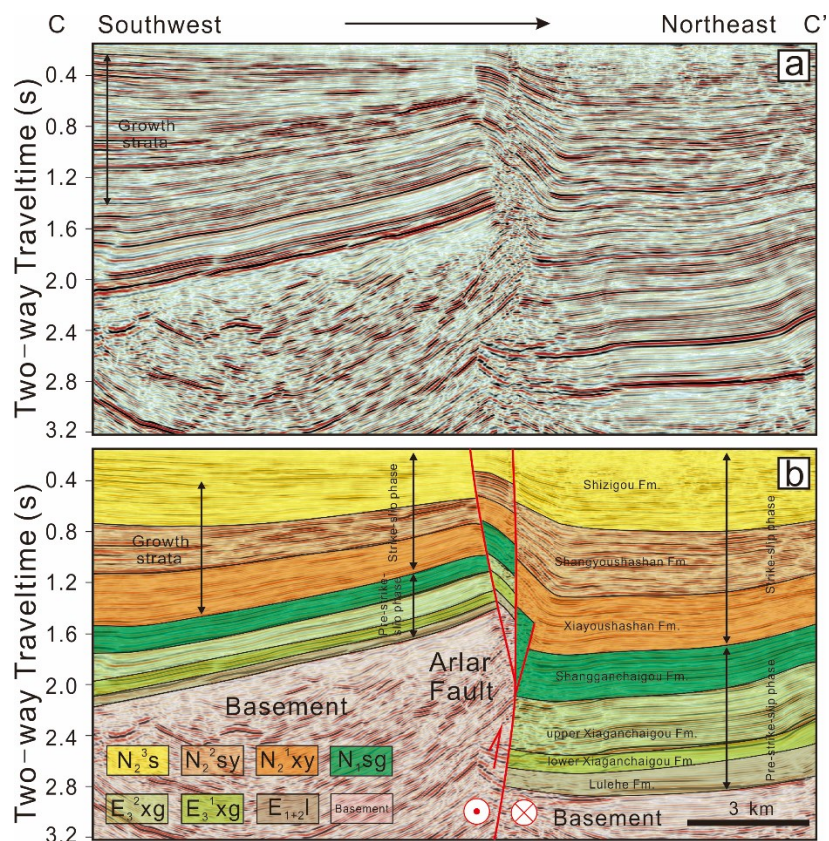 C Southwest Northeast C'
a
Two-way Traveltime (s)
0.4
0.8
1.2
1.6
2.0
2.4
2.8
3.2
Growth
strata
b
Two-way Traveltime (s)
0.4
0.8
1.2
1.6
2.0
2.4
2.8
3.2
Growth
strata
Strike-slip phase
Pre-strike-
slip phase
Shizigou Fm.
Shangyoushashan Fm.
Xiayoushashan Fm.
Shangganchaigou Fm.
upper Xiaganchaigou Fm.
lower Xiaganchaigou Fm.
Lulehe Fm.
Strike-slip phase
Pre-strike-slip phase
Arlar
Fault
Basement
N₂³s N₂²sy N₂¹xy N₁sg
E₃²xg E₃¹xg E₁₊₂l Basement
Basement
3 km